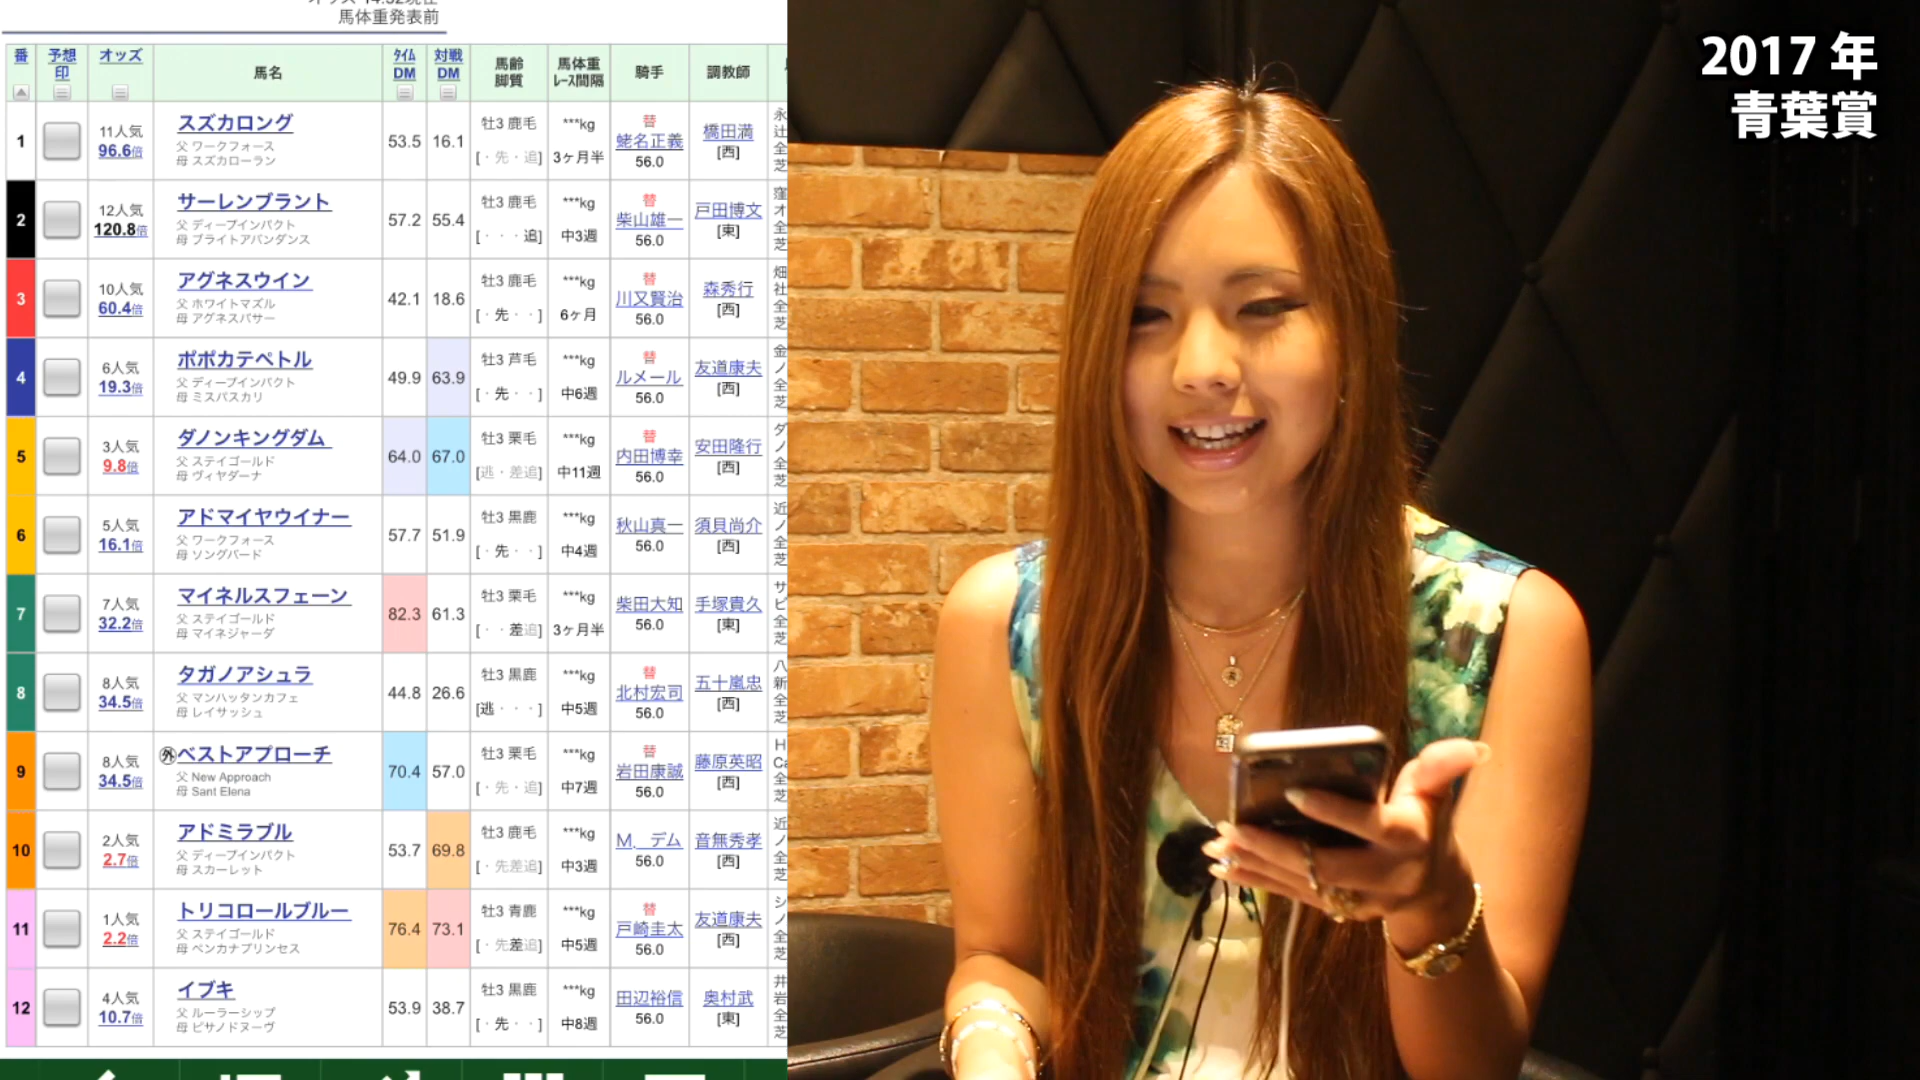 馬体重発表前
番 予想印 オッズ 馬名 ﾀｲﾑDM 対戦DM 馬齢脚質 馬体重ﾚｰｽ間隔 騎手 調教師
1 11人気 96.6倍 スズカロング 父 ワークフォース 母 スズカローラン 53.5 16.1 牡3 鹿毛 [・先・追] ***kg 3ヶ月半 替 蛯名正義 56.0 橋田満 [西]
2 12人気 120.8倍 サーレンブラント 父 ディープインパクト 母 ブライトアバンダンス 57.2 55.4 牡3 鹿毛 [・・・追] ***kg 中3週 替 柴山雄一 56.0 戸田博文 [東]
3 10人気 60.4倍 アグネスウイン 父 ホワイトマズル 母 アグネスバサー 42.1 18.6 牡3 鹿毛 [・先・・] ***kg 6ヶ月 替 川又賢治 56.0 森秀行 [西]
4 6人気 19.3倍 ポポカテペトル 父 ディープインパクト 母 ミスパスカリ 49.9 63.9 牡3 芦毛 [・先・・] ***kg 中6週 替 ルメール 56.0 友道康夫 [西]
5 3人気 9.8倍 ダノンキングダム 父 ステイゴールド 母 ヴィヤダーナ 64.0 67.0 牡3 栗毛 [逃・差追] ***kg 中11週 替 内田博幸 56.0 安田隆行 [西]
6 5人気 16.1倍 アドマイヤウイナー 父 ワークフォース 母 ソングバード 57.7 51.9 牡3 黒鹿 [・先・・] ***kg 中4週 秋山真一 56.0 須貝尚介 [西]
7 7人気 32.2倍 マイネルスフェーン 父 ステイゴールド 母 マイネジャーダ 82.3 61.3 牡3 栗毛 [・・差追] ***kg 3ヶ月半 柴田大知 56.0 手塚貴久 [東]
8 8人気 34.5倍 タガノアシュラ 父 マンハッタンカフェ 母 レイサッシュ 44.8 26.6 牡3 黒鹿 [逃・・・] ***kg 中5週 替 北村宏司 56.0 五十嵐忠 [西]
9 8人気 34.5倍 外 ベストアプローチ 父 New Approach 母 Sant Elena 70.4 57.0 牡3 栗毛 [・先・追] ***kg 中7週 替 岩田康誠 56.0 藤原英昭 [西]
10 2人気 2.7倍 アドミラブル 父 ディープインパクト 母 スカーレット 53.7 69.8 牡3 鹿毛 [・先差追] ***kg 中3週 M．デム 56.0 音無秀孝 [西]
11 1人気 2.2倍 トリコロールブルー 父 ステイゴールド 母 ペンカナプリンセス 76.4 73.1 牡3 青鹿 [・先差追] ***kg 中5週 替 戸崎圭太 56.0 友道康夫 [西]
12 4人気 10.7倍 イブキ 父 ルーラーシップ 母 ピサノドヌーヴ 53.9 38.7 牡3 黒鹿 [・先・・] ***kg 中8週 田辺裕信 56.0 奥村武 [東]
2017 年
青葉賞